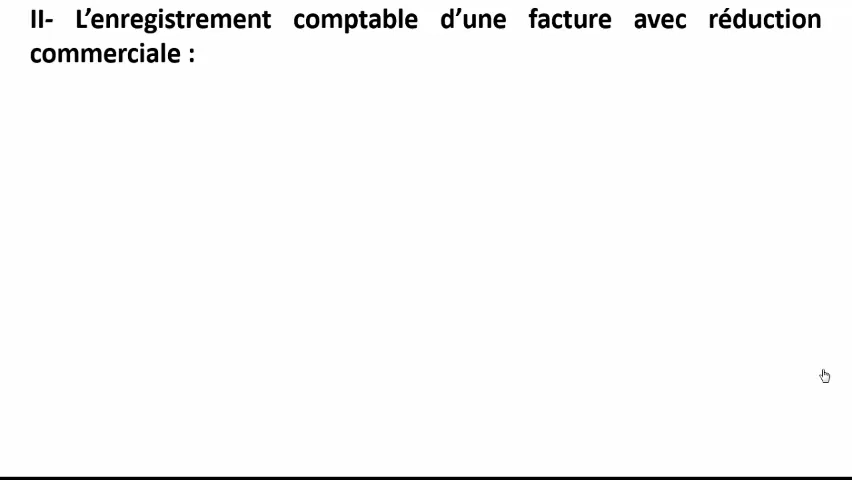 II- L’enregistrement comptable d’une facture avec réduction
commerciale :